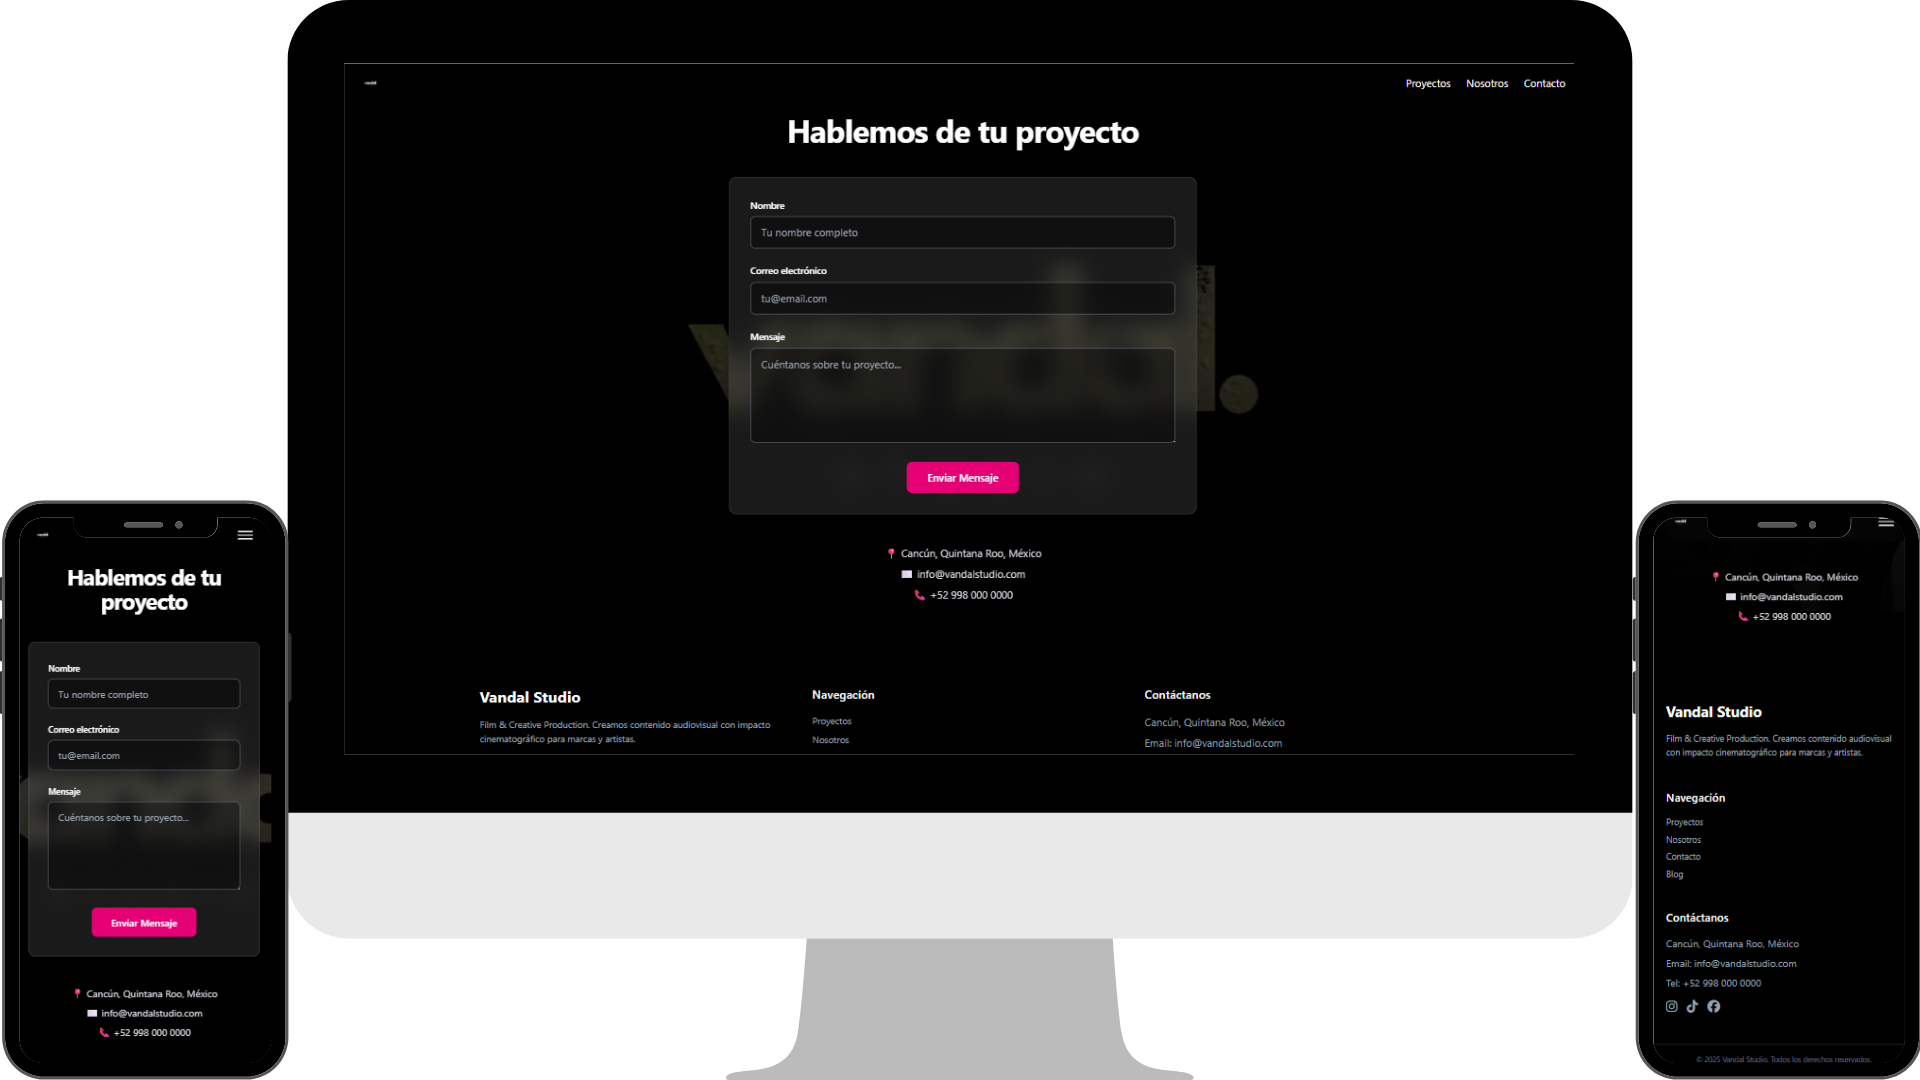 vandal
Proyectos Nosotros Contacto
Hablemos de tu proyecto
Nombre
Tu nombre completo
Correo electrónico
tu@email.com
Mensaje
Cuéntanos sobre tu proyecto...
vandal.
Enviar Mensaje
📍 Cancún, Quintana Roo, México
info@vandalstudio.com
📞 +52 998 000 0000
Vandal Studio
Film & Creative Production. Creamos contenido audiovisual con impacto
cinematográfico para marcas y artistas.
Navegación
Proyectos
Nosotros
Contáctanos
Cancún, Quintana Roo, México
Email: info@vandalstudio.com
vandal
Hablemos de tu
proyecto
Nombre
Tu nombre completo
Correo electrónico
tu@email.com
Mensaje
Cuéntanos sobre tu proyecto...
Enviar Mensaje
📍 Cancún, Quintana Roo, México
info@vandalstudio.com
📞 +52 998 000 0000
vandal
📍 Cancún, Quintana Roo, México
info@vandalstudio.com
📞 +52 998 000 0000
Vandal Studio
Film & Creative Production. Creamos contenido audiovisual
con impacto cinematográfico para marcas y artistas.
Navegación
Proyectos
Nosotros
Contacto
Blog
Contáctanos
Cancún, Quintana Roo, México
Email: info@vandalstudio.com
Tel: +52 998 000 0000
© 2025 Vandal Studio. Todos los derechos reservados.